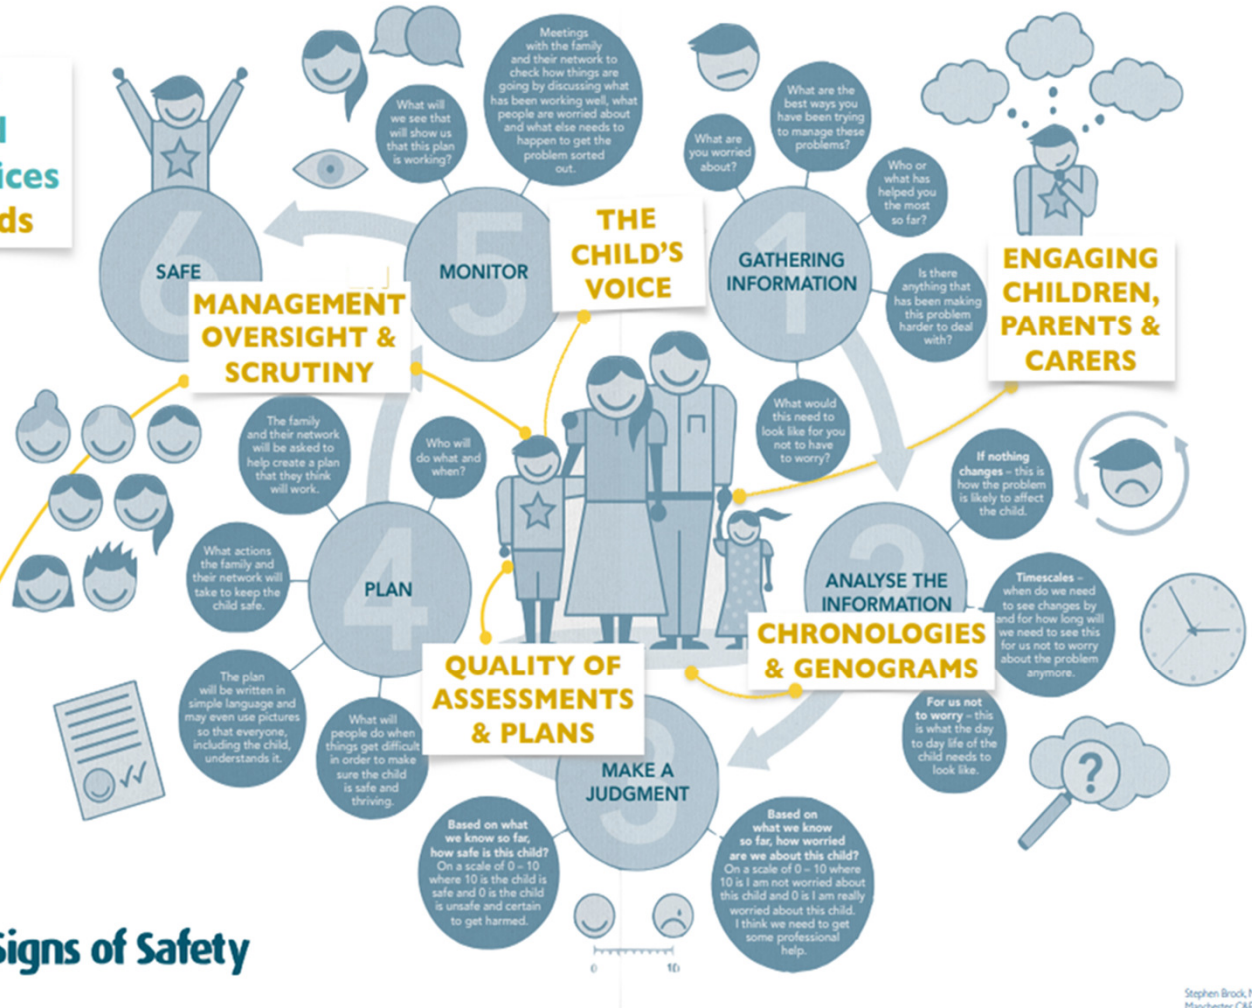 l
ices
ds
6
SAFE
MANAGEMENT
OVERSIGHT &
SCRUTINY
5
MONITOR
What will
we see that
will show us
that this plan
is working?
Meetings
with the family
and their network to
check how things are
going by discussing what
has been working well, what
people are worried about
and what else needs to
happen to get the
problem sorted
out.
THE
CHILD'S
VOICE
1
GATHERING
INFORMATION
What are
you worried
about?
What are the
best ways you
have been trying
to manage these
problems?
Who or
what has
helped you
the most
so far?
Is there
anything that
has been making
this problem
harder to deal
with?
What would
this need to
look like for you
not to have
to worry?
ENGAGING
CHILDREN,
PARENTS &
CARERS
2
ANALYSE THE
INFORMATION
If nothing
changes – this is
how the problem
is likely to affect
the child.
Timescales –
when do we need
to see changes by
and for how long will
we need to see this
for us not to worry
about the problem
anymore.
For us not
to worry – this
is what the day
to day life of the
child needs to
look like.
?
CHRONOLOGIES
& GENOGRAMS
3
MAKE A
JUDGMENT
Based on
what we know
so far, how worried
are we about this child?
On a scale of 0 – 10 where
10 is I am not worried about
this child and 0 is I am really
worried about this child.
I think we need to get
some professional
help.
Based on what
we know so far,
how safe is this child?
On a scale of 0 – 10
where 10 is the child is
safe and 0 is the child
is unsafe and certain
to get harmed.
0 10
QUALITY OF
ASSESSMENTS
& PLANS
4
PLAN
The family
and their network
will be asked to
help create a plan
that they think
will work.
Who will
do what and
when?
What actions
the family and
their network will
take to keep the
child safe.
The plan
will be written in
simple language and
may even use pictures
so that everyone,
including the child,
understands it.
What will
people do when
things get difficult
in order to make
sure the child
is safe and
thriving.
Signs of Safety
Stephen Brock,
Manchester